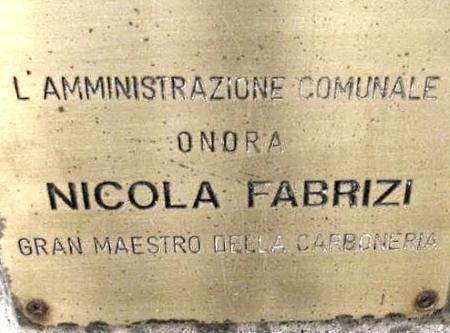 L'AMMINISTRAZIONE COMUNALE
ONORA
NICOLA FABRIZI
GRAN MAESTRO DELLA CARBONERIA